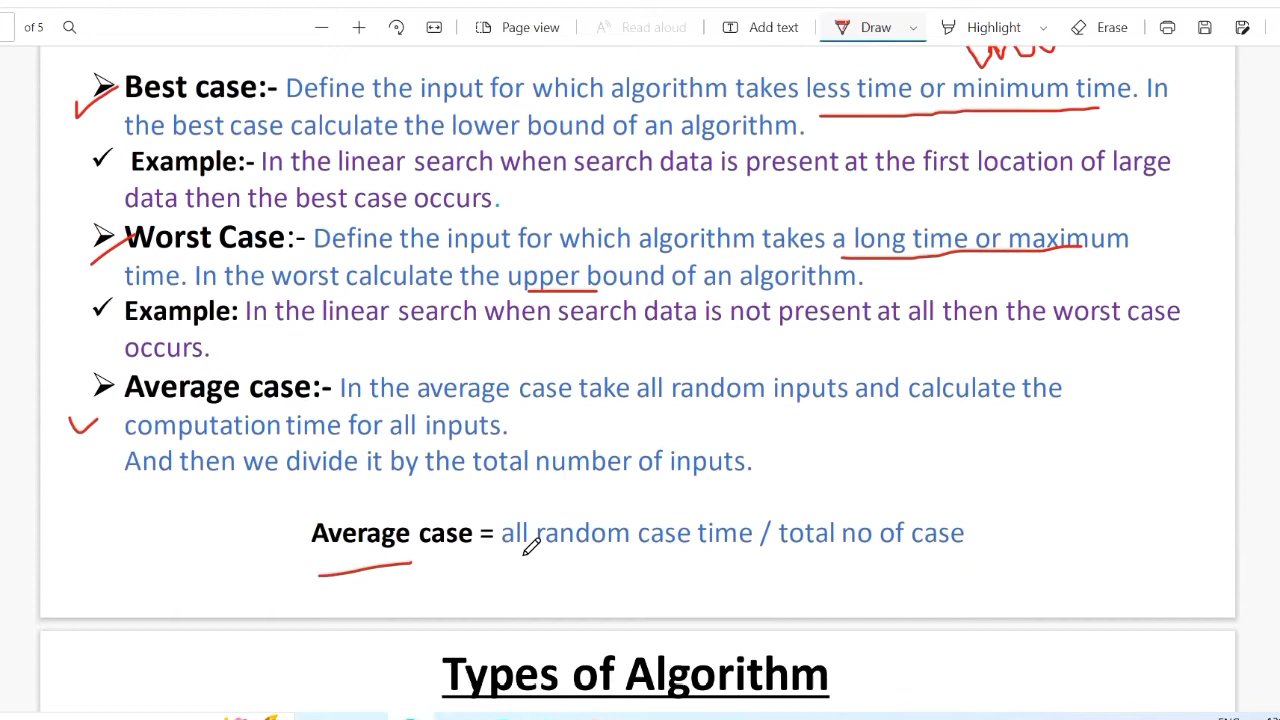 of 5 Page view Read aloud Add text Draw Highlight Erase
Best case:- Define the input for which algorithm takes less time or minimum time. In
the best case calculate the lower bound of an algorithm.
Example:- In the linear search when search data is present at the first location of large
data then the best case occurs.
Worst Case:- Define the input for which algorithm takes a long time or maximum
time. In the worst calculate the upper bound of an algorithm.
Example: In the linear search when search data is not present at all then the worst case
occurs.
Average case:- In the average case take all random inputs and calculate the
computation time for all inputs.
And then we divide it by the total number of inputs.
Average case = all random case time / total no of case
Types of Algorithm